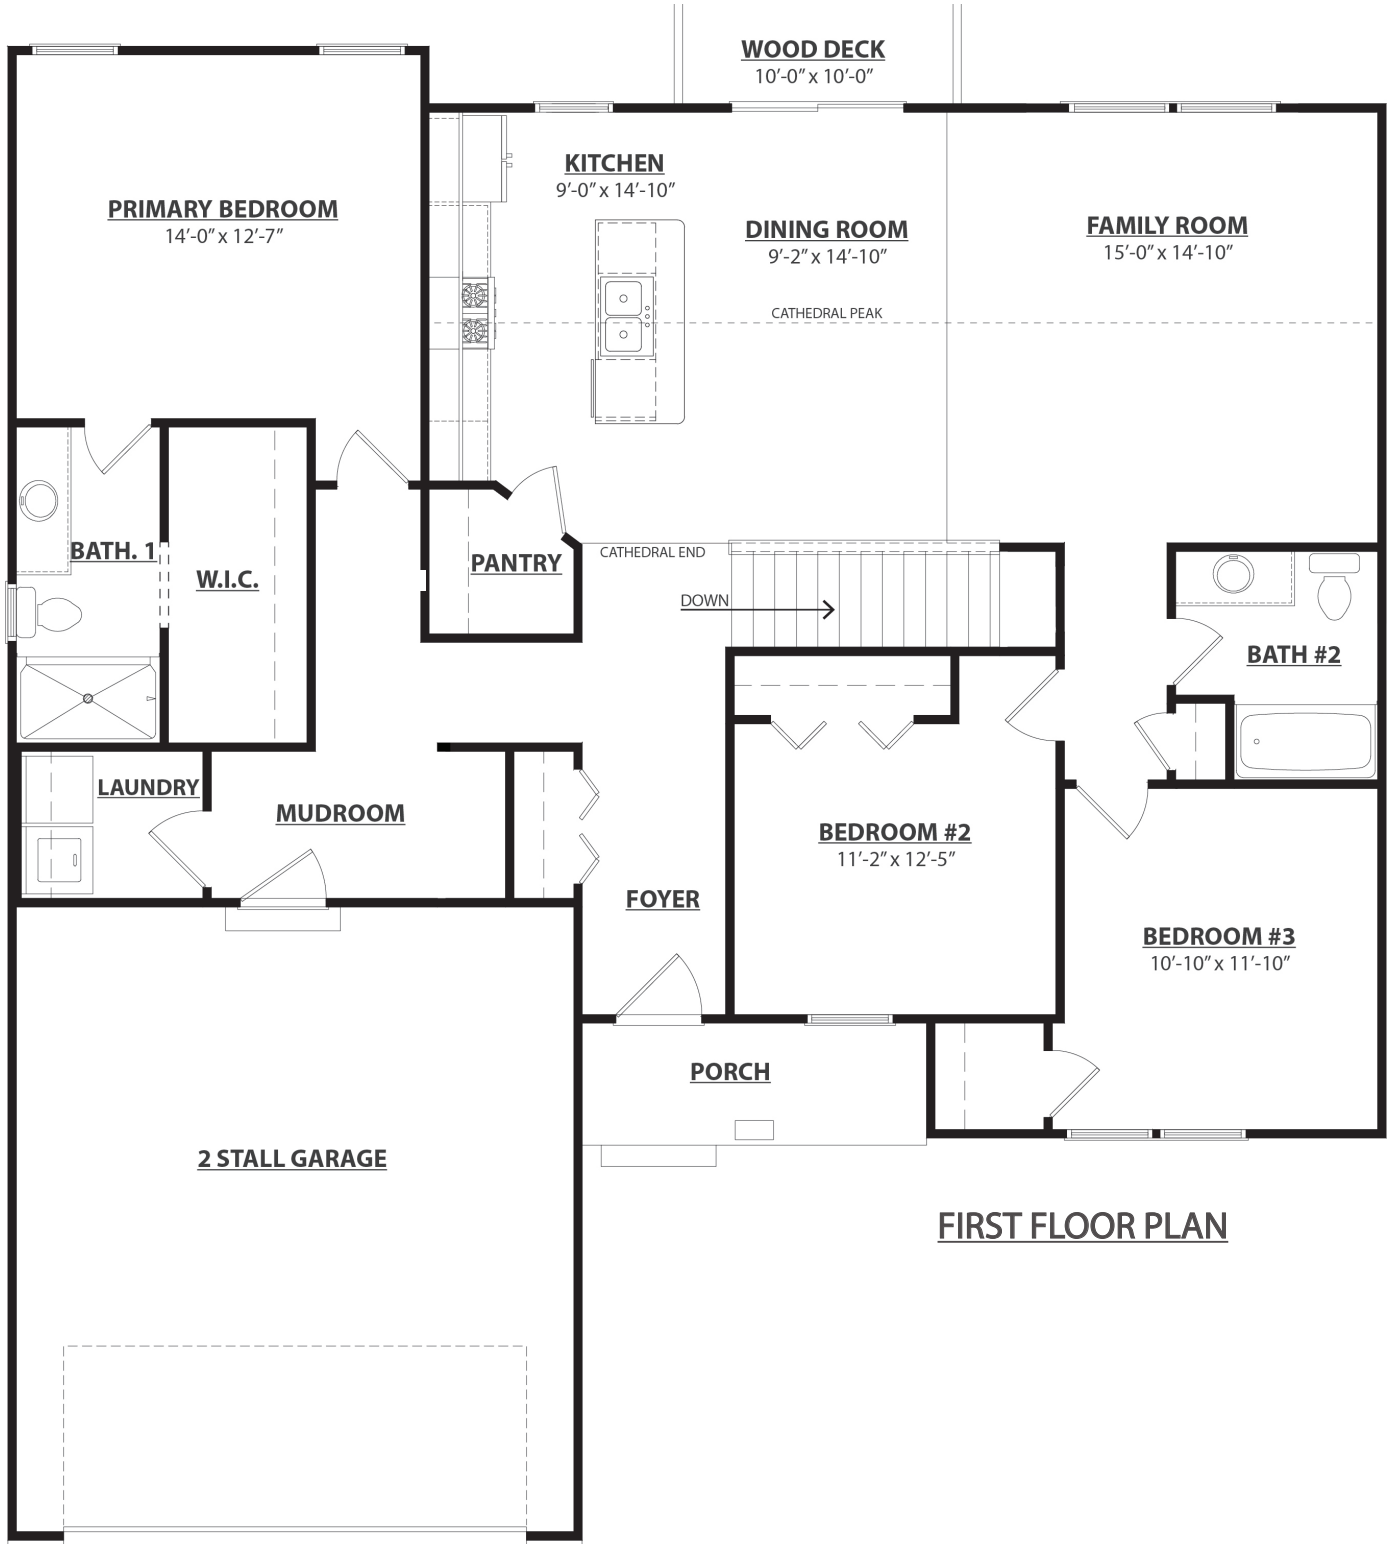 WOOD DECK
10’-0” x 10’-0”
KITCHEN
9’-0” x 14’-10”
PRIMARY BEDROOM
14’-0” x 12’-7”
DINING ROOM
9’-2” x 14’-10”
FAMILY ROOM
15’-0” x 14’-10”
CATHEDRAL PEAK
BATH. 1
W.I.C.
PANTRY
CATHEDRAL END
DOWN
BATH #2
LAUNDRY
MUDROOM
BEDROOM #2
11’-2” x 12’-5”
FOYER
BEDROOM #3
10’-10” x 11’-10”
PORCH
2 STALL GARAGE
FIRST FLOOR PLAN